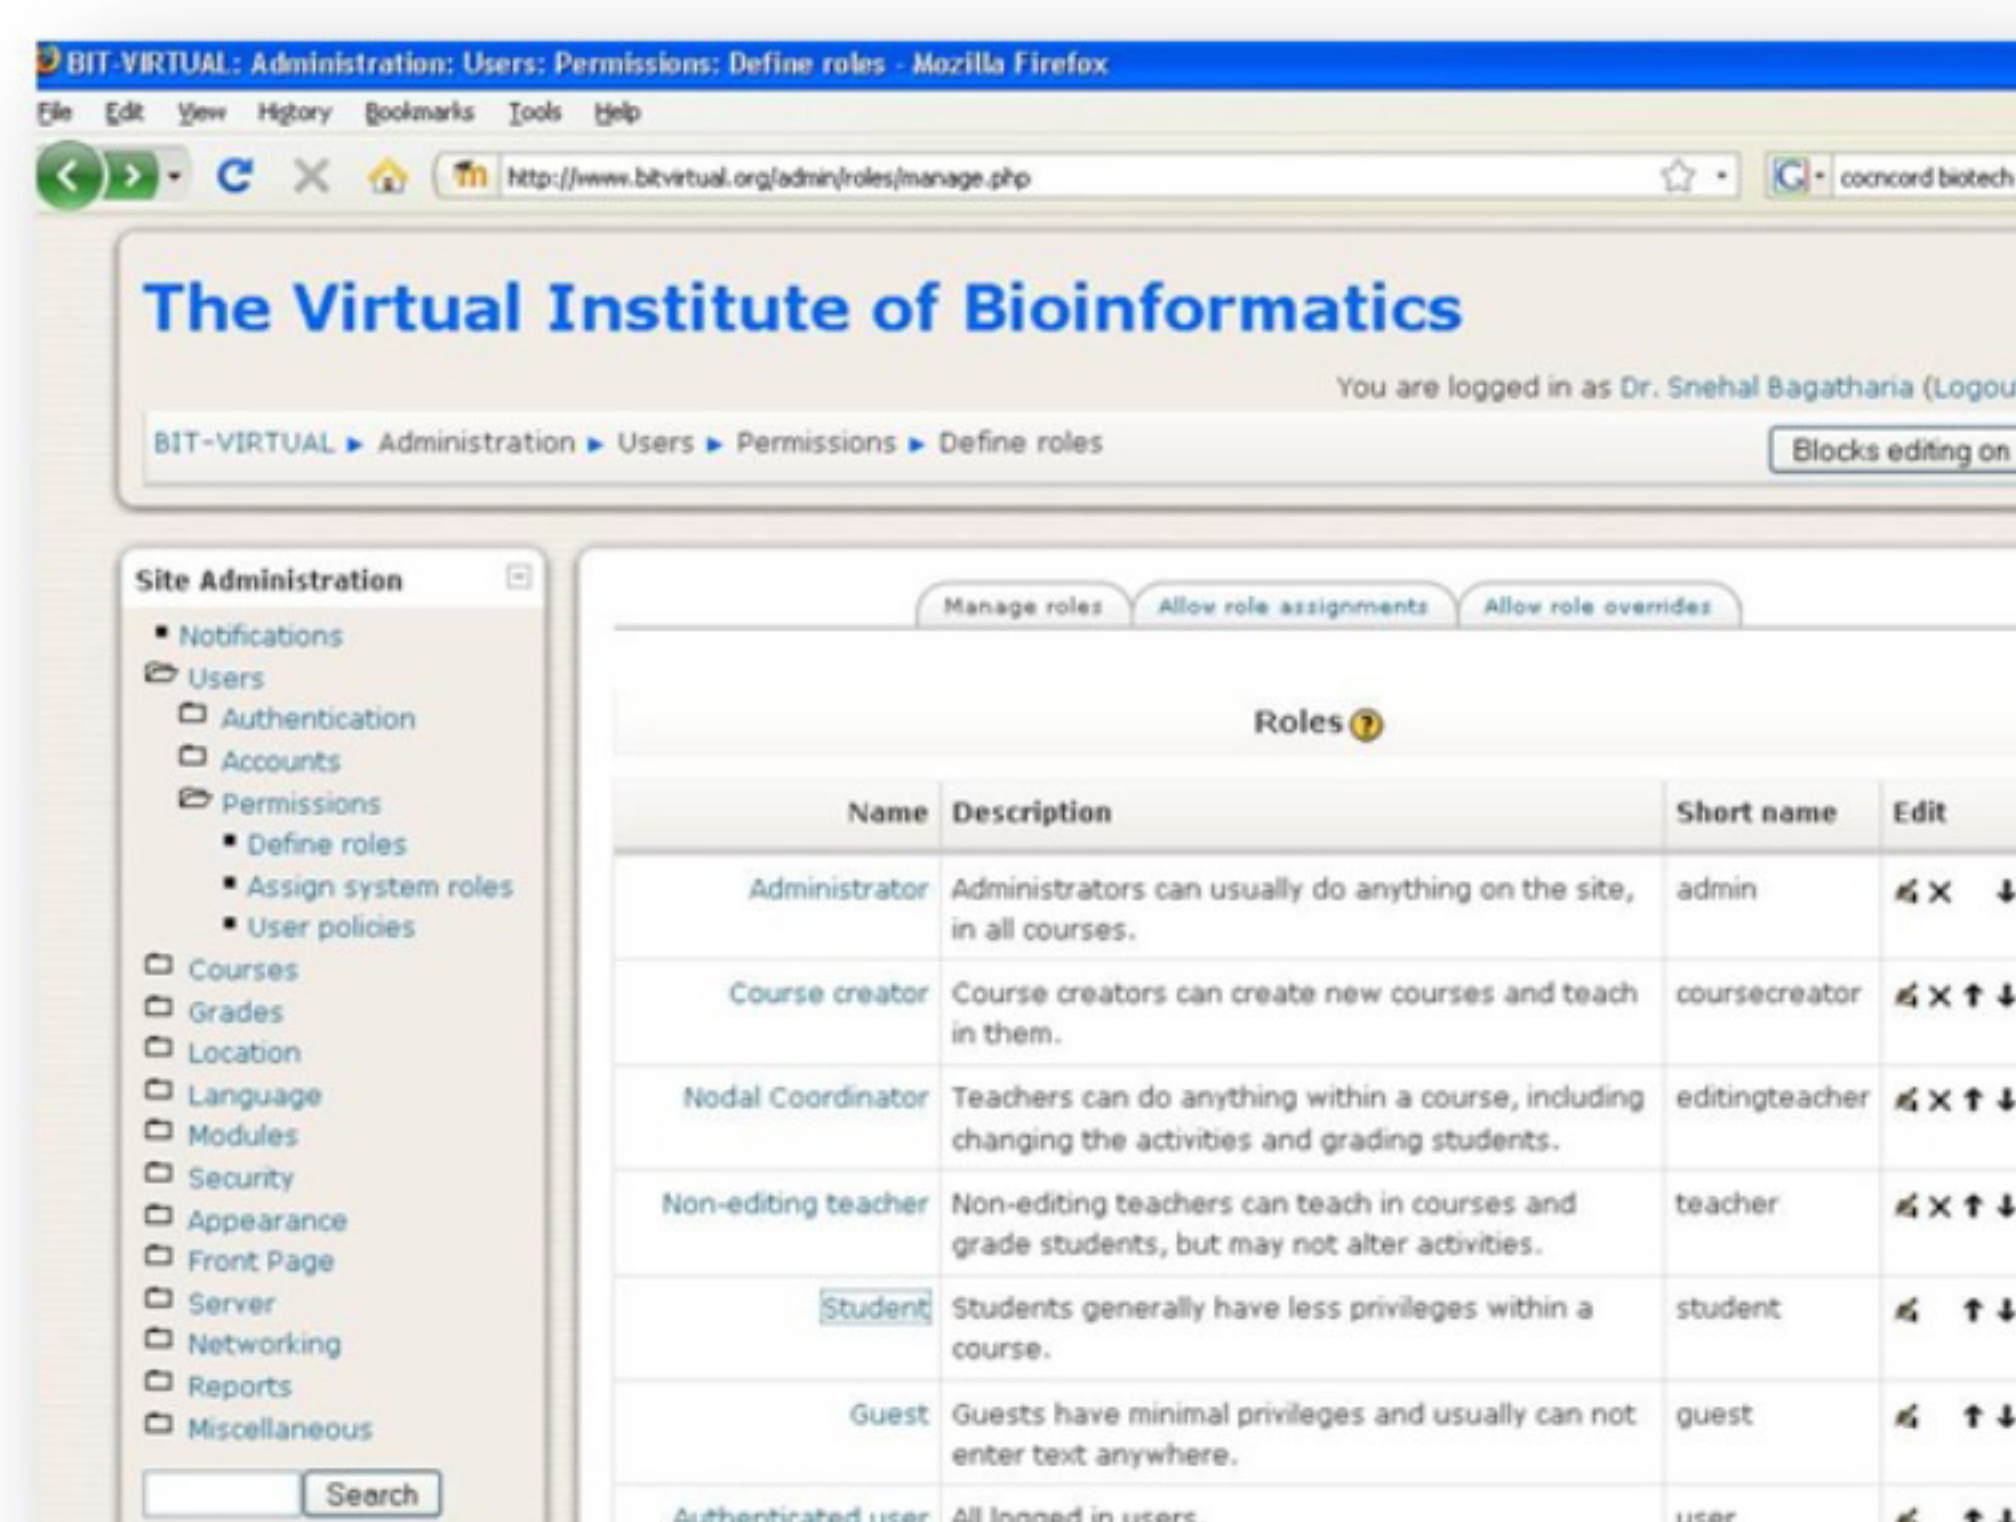 BIT-VIRTUAL: Administration: Users: Permissions: Define roles - Mozilla Firefox
File Edit View History Bookmarks Tools Help
http://www.bitvirtual.org/admin/roles/manage.php cocncord biotech
The Virtual Institute of Bioinformatics
You are logged in as Dr. Snehal Bagatharia (Logou
BIT-VIRTUAL ► Administration ► Users ► Permissions ► Define roles
Blocks editing on
Site Administration
Notifications
Users
Authentication
Accounts
Permissions
Define roles
Assign system roles
User policies
Courses
Grades
Location
Language
Modules
Security
Appearance
Front Page
Server
Networking
Reports
Miscellaneous
Search
Manage roles Allow role assignments Allow role overrides
Roles
Name Description Short name Edit
Administrator Administrators can usually do anything on the site, admin
in all courses.
Course creator Course creators can create new courses and teach coursecreator
in them.
Nodal Coordinator Teachers can do anything within a course, including editingteacher
changing the activities and grading students.
Non-editing teacher Non-editing teachers can teach in courses and teacher
grade students, but may not alter activities.
Student Students generally have less privileges within a student
course.
Guest Guests have minimal privileges and usually can not guest
enter text anywhere.
Authenticated user All logged in users. user